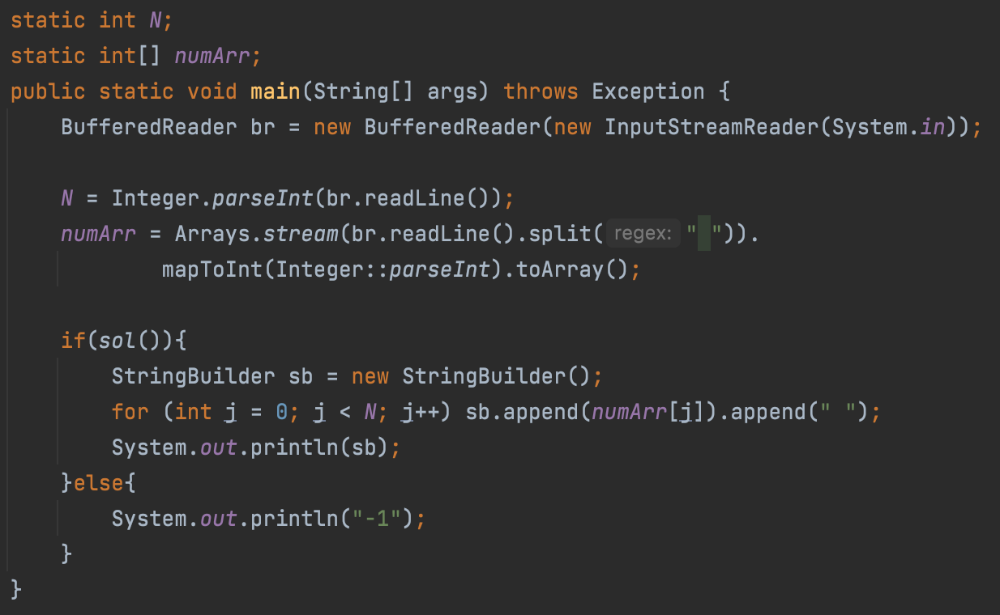 static int N;
static int[] numArr;
public static void main(String[] args) throws Exception {
    BufferedReader br = new BufferedReader(new InputStreamReader(System.in));

    N = Integer.parseInt(br.readLine());
    numArr = Arrays.stream(br.readLine().split( regex: " ")).
            mapToInt(Integer::parseInt).toArray();

    if(sol()){
        StringBuilder sb = new StringBuilder();
        for (int j = 0; j < N; j++) sb.append(numArr[j]).append(" ");
        System.out.println(sb);
    }else{
        System.out.println("-1");
    }
}